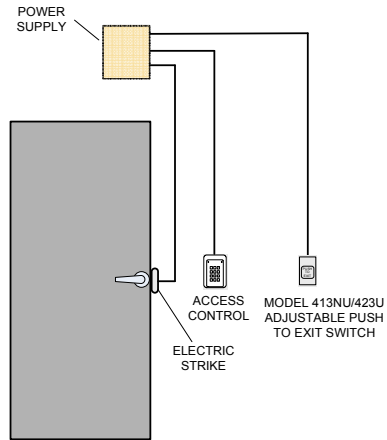 POWER
SUPPLY
ACCESS
CONTROL
MODEL 413NU/423U
ADJUSTABLE PUSH
TO EXIT SWITCH
ELECTRIC
STRIKE